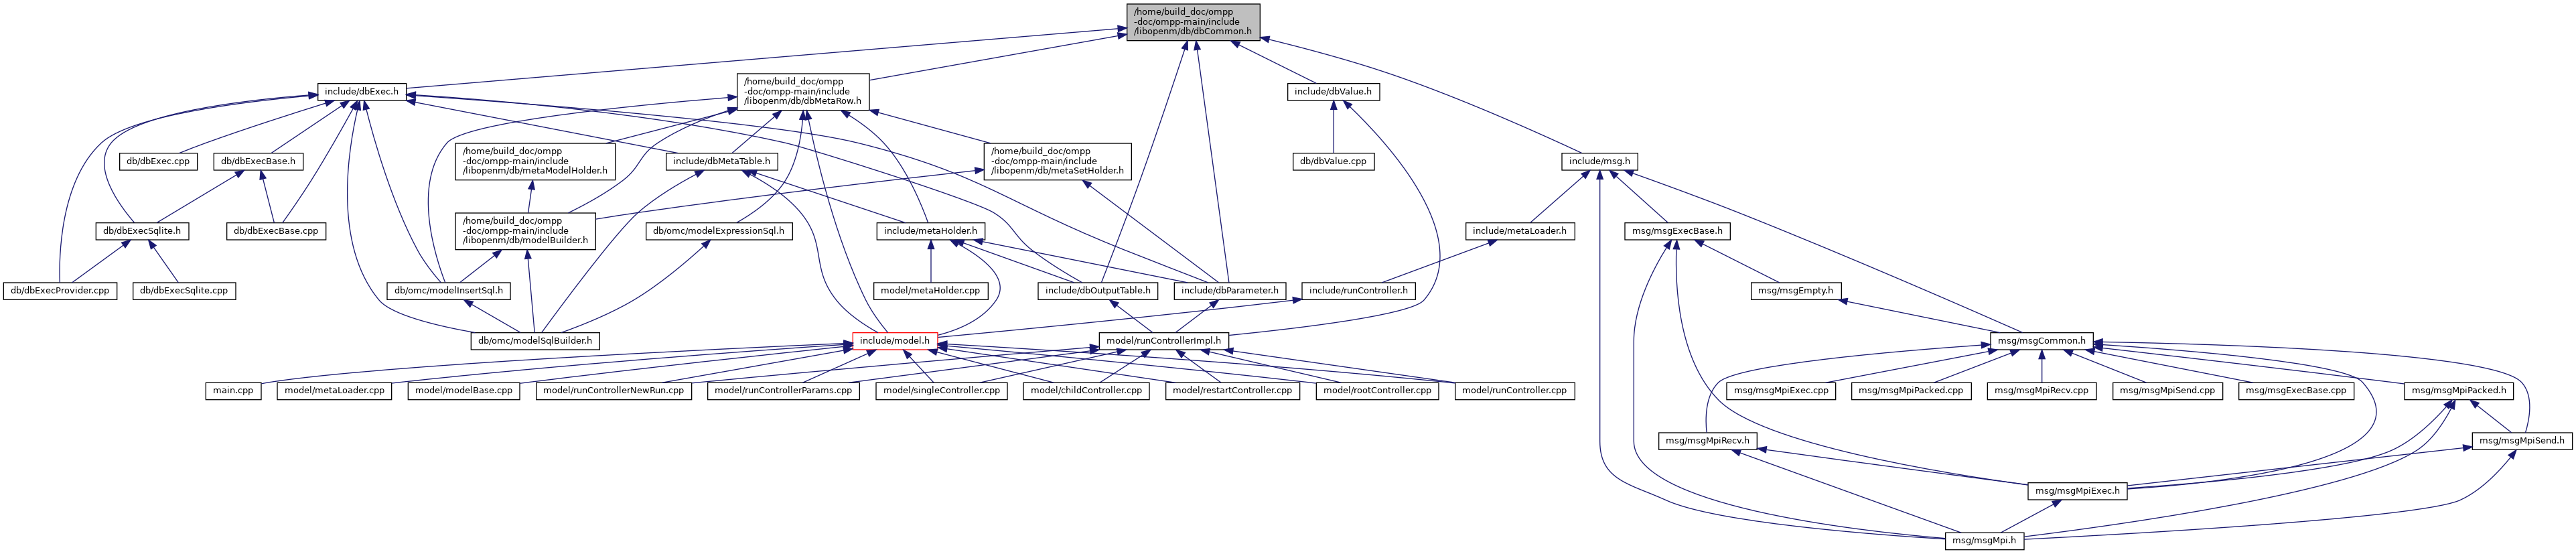 /home/build_doc/ompp
-doc/ompp-main/include
/libopenm/db/dbCommon.h
include/dbExec.h
/home/build_doc/ompp
-doc/ompp-main/include
/libopenm/db/dbMetaRow.h
include/dbValue.h
db/dbExec.cpp
db/dbExecBase.h
/home/build_doc/ompp
-doc/ompp-main/include
/libopenm/db/metaModelHolder.h
include/dbMetaTable.h
/home/build_doc/ompp
-doc/ompp-main/include
/libopenm/db/metaSetHolder.h
db/dbValue.cpp
include/msg.h
db/dbExecSqlite.h
db/dbExecBase.cpp
/home/build_doc/ompp
-doc/ompp-main/include
/libopenm/db/modelBuilder.h
db/omc/modelExpressionSql.h
include/metaHolder.h
include/metaLoader.h
msg/msgExecBase.h
db/dbExecProvider.cpp
db/dbExecSqlite.cpp
db/omc/modelInsertSql.h
model/metaHolder.cpp
include/dbOutputTable.h
include/dbParameter.h
include/runController.h
msg/msgEmpty.h
db/omc/modelSqlBuilder.h
include/model.h
model/runControllerImpl.h
msg/msgCommon.h
main.cpp
model/metaLoader.cpp
model/modelBase.cpp
model/runControllerNewRun.cpp
model/runControllerParams.cpp
model/singleController.cpp
model/childController.cpp
model/restartController.cpp
model/rootController.cpp
model/runController.cpp
msg/msgMpiExec.cpp
msg/msgMpiPacked.cpp
msg/msgMpiRecv.cpp
msg/msgMpiSend.cpp
msg/msgExecBase.cpp
msg/msgMpiPacked.h
msg/msgMpiRecv.h
msg/msgMpiSend.h
msg/msgMpiExec.h
msg/msgMpi.h